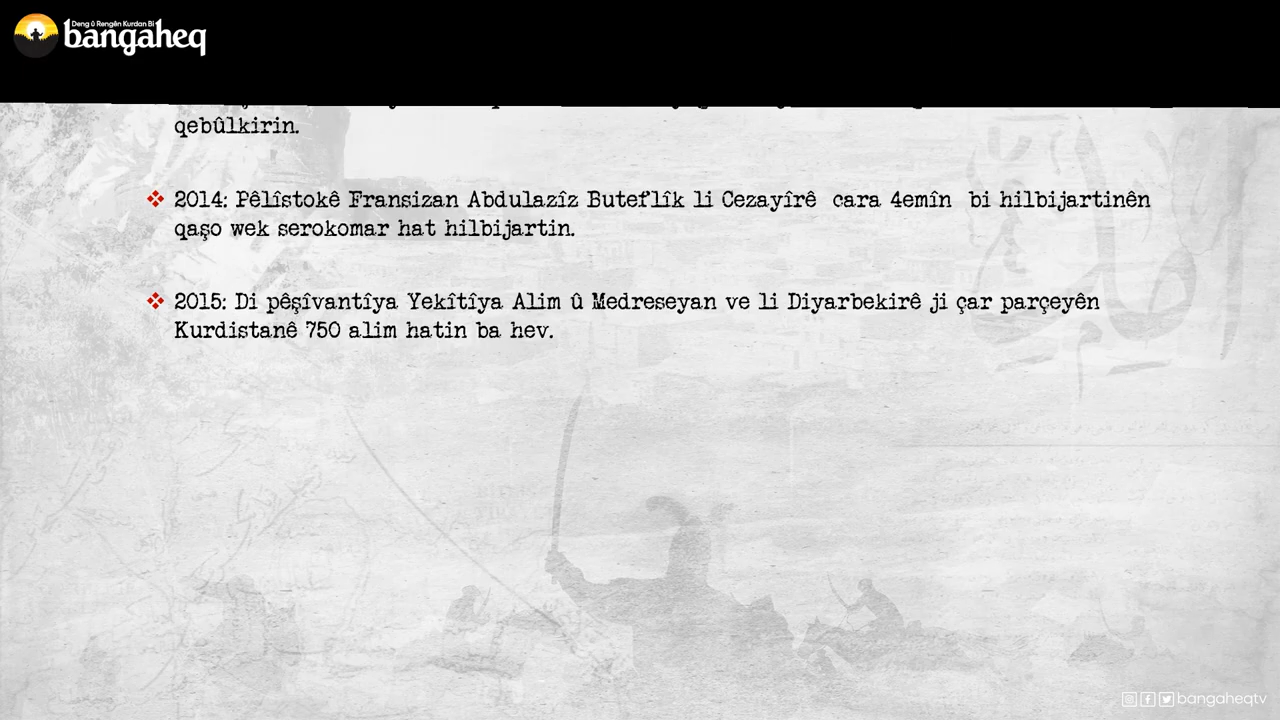 Deng û Rengên Kurdan Bi
bangaheq
qebûlkirin.
2014: Pêlîstokê Fransizan Abdulazîz Buteflîk li Cezayîrê cara 4emîn bi hilbijartinên
qaşo wek serokomar hat hilbijartin.
2015: Di pêşîvantîya Yekîtîya Alim û Medreseyan ve li Diyarbekirê ji çar parçeyên
Kurdistanê 750 alim hatin ba hev.
bangaheqtv